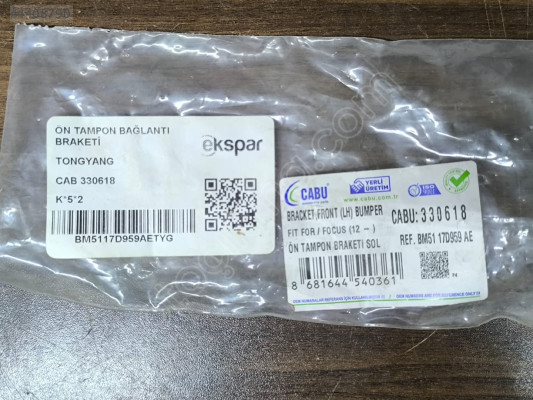 ÖN TAMPON BAĞLANTI
BRAKETİ
ekspar
TONGYANG
CAB 330618
K*5*2
BM5117D959AETYG
CABU
YERLİ
ÜRETİM
www.cabu.com.tr
BRACKET FRONT (LH) BUMPER
CABU: 330618
FIT FOR / FOCUS (12 - )
REF. BM51 17D959 AE
ÖN TAMPON BRAKETİ SOL
8 681644 540361